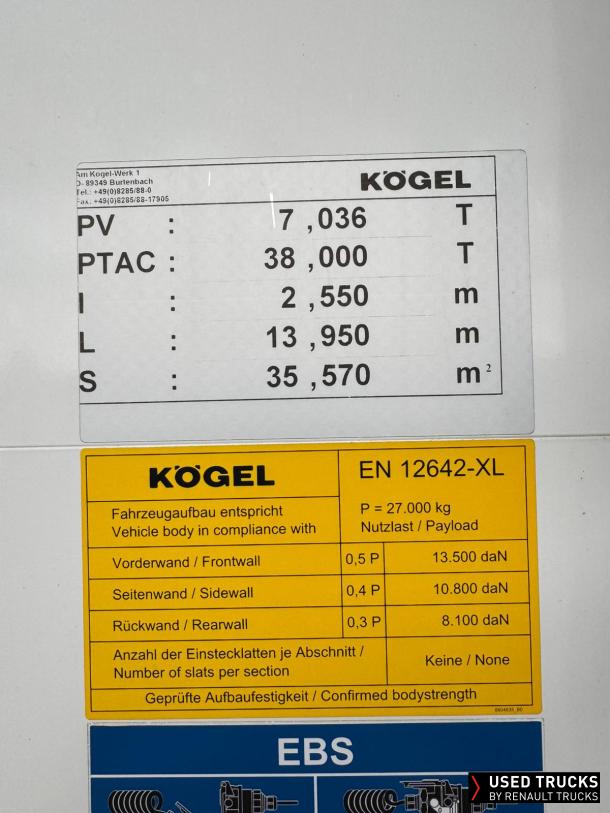 Am Kogel-Werk 1
D- 89349 Burtenbach
Tel.: +49(0)8285/88-0
Fax.: +49(0)8285/88-17905
KÖGEL
PV : 7 ,036 T
PTAC : 38 ,000 T
l : 2 ,550 m
L : 13 ,950 m
S : 35 ,570 m²
KÖGEL
EN 12642-XL
Fahrzeugaufbau entspricht
Vehicle body in compliance with
P = 27.000 kg
Nutzlast / Payload
Vorderwand / Frontwall 0,5 P 13.500 daN
Seitenwand / Sidewall 0,4 P 10.800 daN
Rückwand / Rearwall 0,3 P 8.100 daN
Anzahl der Einstecklatten je Abschnitt /
Number of slats per section
Keine / None
Geprüfte Aufbaufestigkeit / Confirmed bodystrength
EBS
USED TRUCKS
BY RENAULT TRUCKS